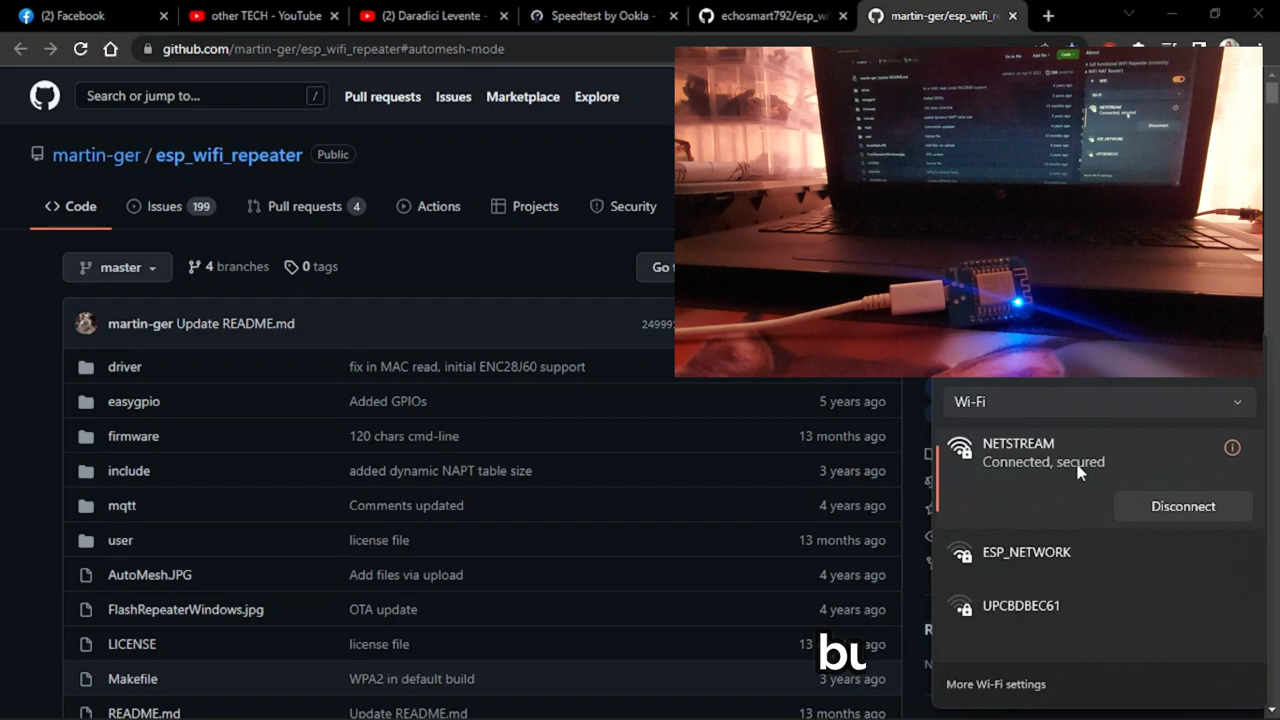 (2) Facebook
other TECH - YouTube
(2) Daradici Levente -
Speedtest by Ookla -
echosmart792/esp_wi
martin-ger/esp_wifi_re
github.com/martin-ger/esp_wifi_repeater#automesh-mode
Search or jump to...
/
Pull requests
Issues
Marketplace
Explore
martin-ger / esp_wifi_repeater
Public
Code
Issues 199
Pull requests 4
Actions
Projects
Security
master
4 branches
0 tags
Go
martin-ger Update README.md
driver fix in MAC read, initial ENC28J60 support
easygpio Added GPIOs 5 years ago
firmware 120 chars cmd-line 13 months ago
include added dynamic NAPT table size 3 years ago
mqtt Comments updated 4 years ago
user license file 13 months ago
AutoMesh.JPG Add files via upload 4 years ago
FlashRepeaterWindows.jpg OTA update 4 years ago
LICENSE license file 13 ago
Makefile WPA2 in default build 3 years ago
README.md Update README.md 13 months ago
bu
Wi-Fi
NETSTREAM
Connected, secured
Disconnect
ESP_NETWORK
UPCBDBEC61
More Wi-Fi settings